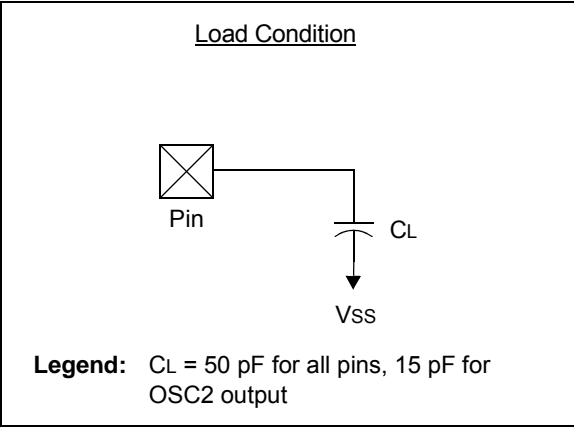 Load Condition
Pin
CL
VSS
Legend: CL = 50 pF for all pins, 15 pF for
OSC2 output